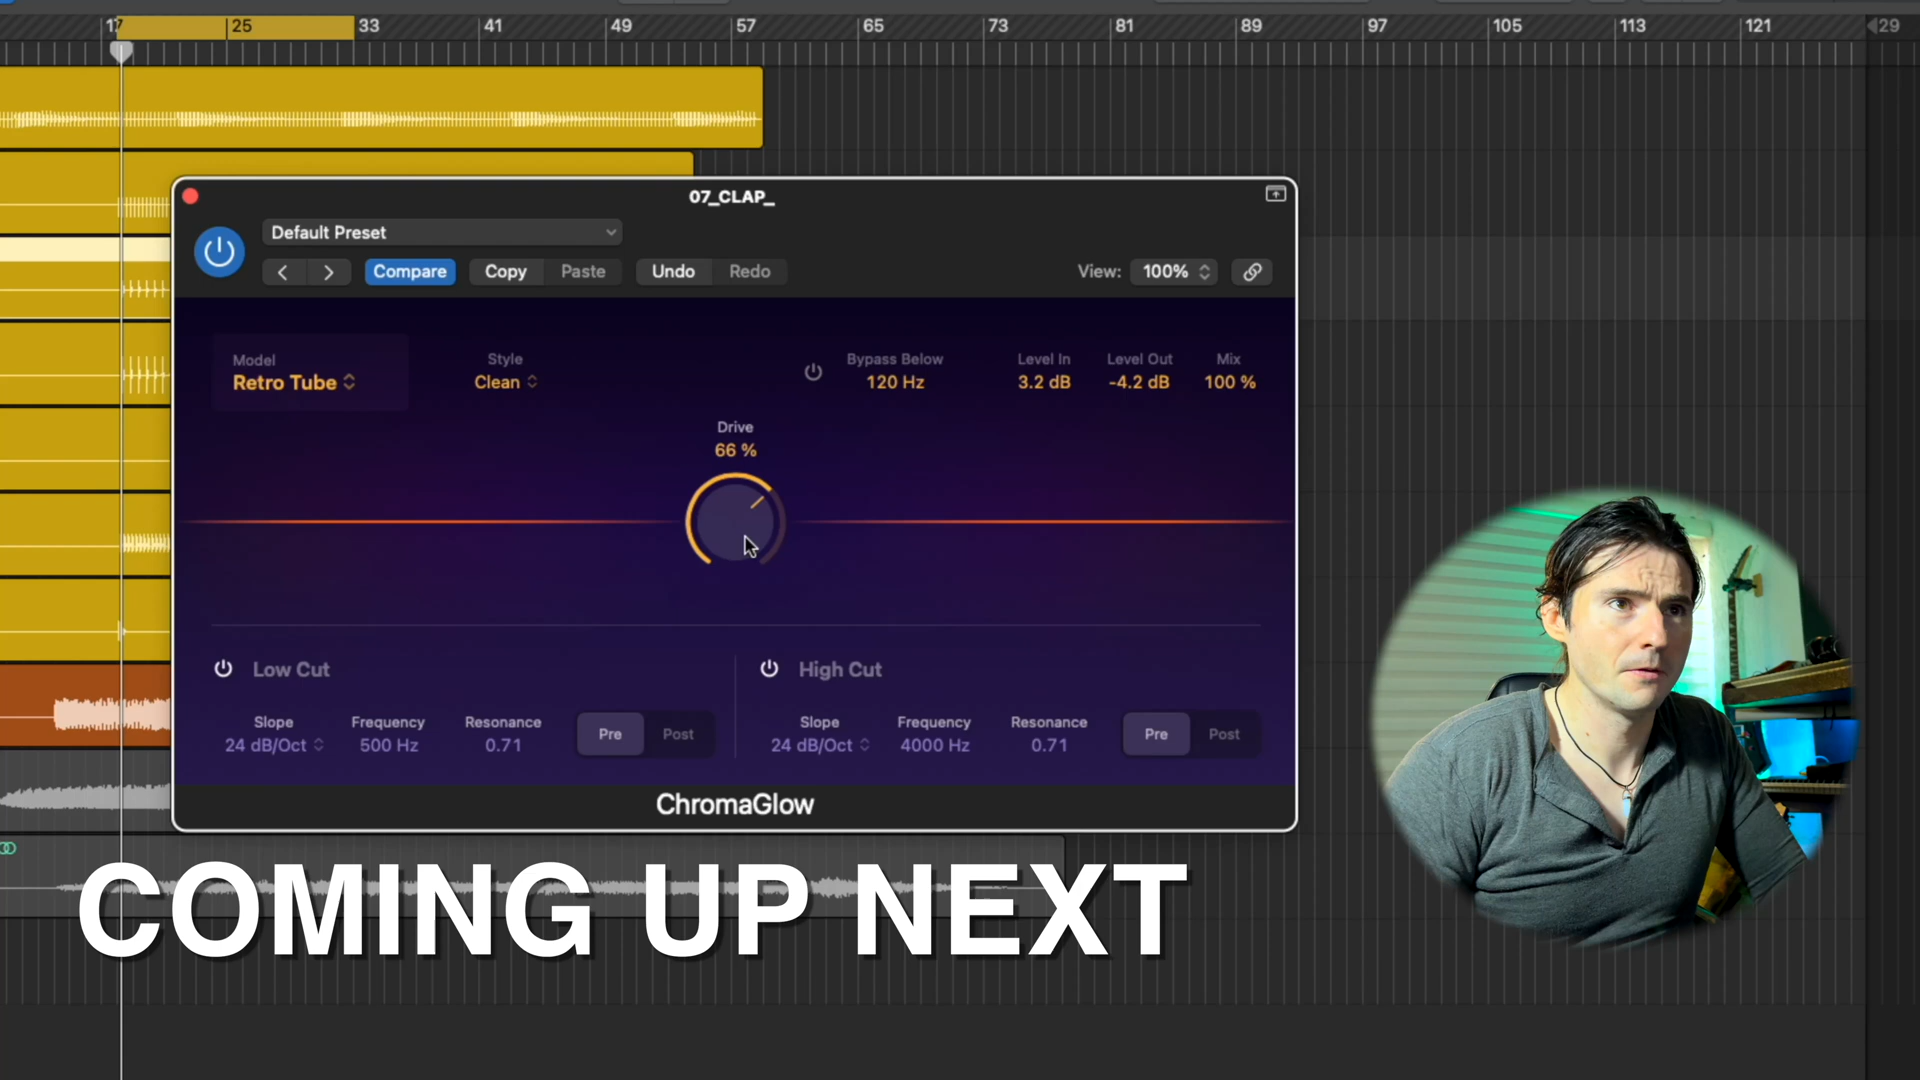 17 25 33 41 49 57 65 73 81 89 97 105 113 121 29
07_CLAP_
Default Preset
Compare Copy Paste Undo Redo View: 100%
Model Style Bypass Below Level In Level Out Mix
Retro Tube Clean 120 Hz 3.2 dB -4.2 dB 100 %
Drive
66 %
Low Cut High Cut
Slope Frequency Resonance Pre Post Slope Frequency Resonance Pre Post
24 dB/Oct 500 Hz 0.71 24 dB/Oct 4000 Hz 0.71
ChromaGlow
COMING UP NEXT